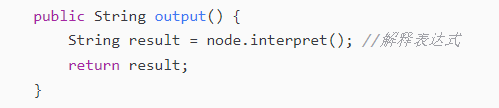 public String output() {
    String result = node.interpret(); //解释表达式
    return result;
}